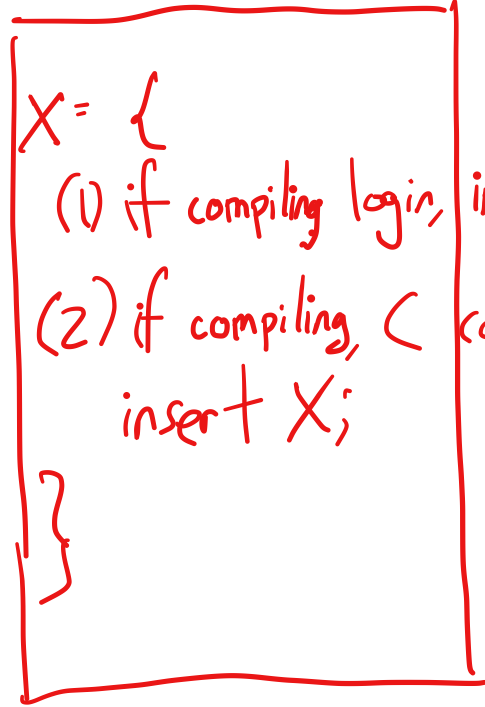 X = {
(1) if compiling login, i
(2) if compiling, C (c
insert X;
}